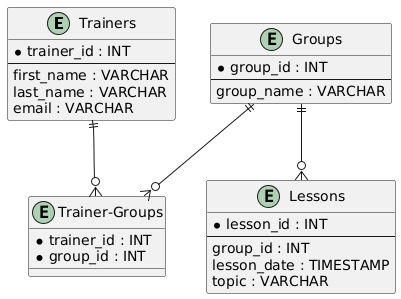 E Trainers
* trainer_id : INT
first_name : VARCHAR
last_name : VARCHAR
email : VARCHAR
E Groups
* group_id : INT
group_name : VARCHAR
E Trainer-Groups
* trainer_id : INT
* group_id : INT
E Lessons
* lesson_id : INT
group_id : INT
lesson_date : TIMESTAMP
topic : VARCHAR